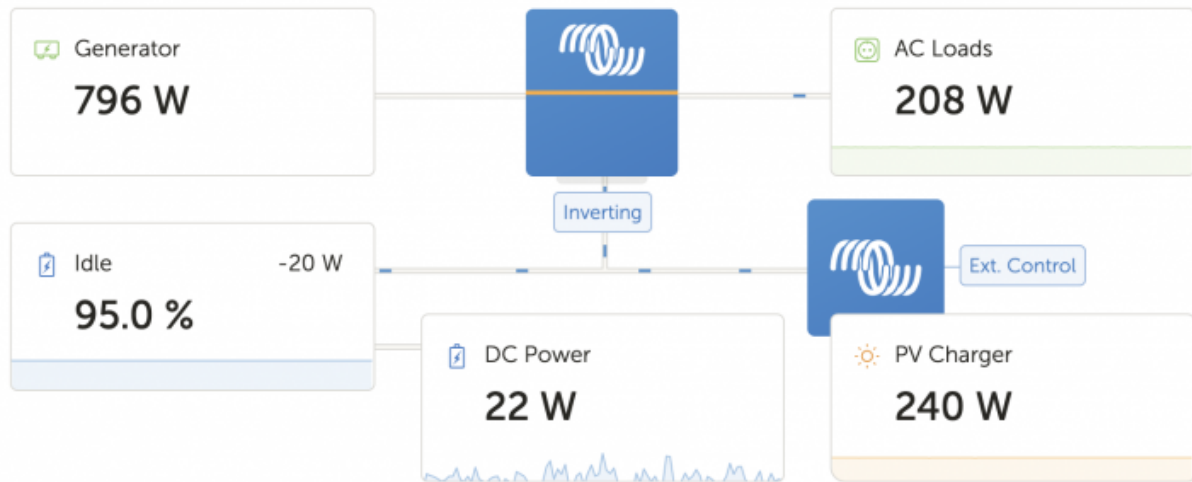 Generator
796 W
AC Loads
208 W
Inverting
Idle -20 W
95.0 %
Ext. Control
DC Power
22 W
PV Charger
240 W